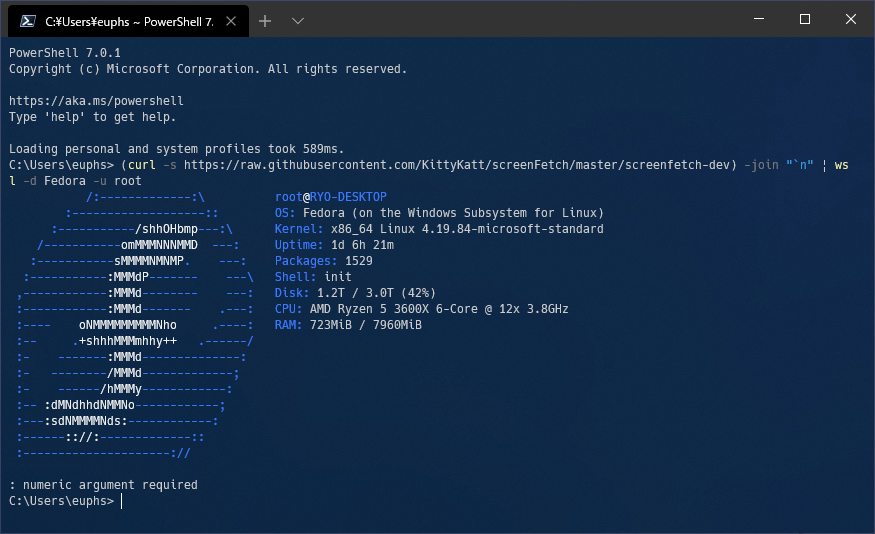 C:¥Users¥euphs ~ PowerShell 7.
PowerShell 7.0.1
Copyright (c) Microsoft Corporation. All rights reserved.
https://aka.ms/powershell
Type 'help' to get help.
Loading personal and system profiles took 589ms.
C:\Users\euphs> (curl -s https://raw.githubusercontent.com/KittyKatt/screenFetch/master/screenfetch-dev) -join "`n" ¦ ws
l -d Fedora -u root
           /:-------------:\          root@RYO-DESKTOP
        :-------------------::        OS: Fedora (on the Windows Subsystem for Linux)
      :-----------/shhOHbmp---:\      Kernel: x86_64 Linux 4.19.84-microsoft-standard
    /-----------omMMMNNNMMD  ---:     Uptime: 1d 6h 21m
   :-----------sMMMMNMNMP.    ---:    Packages: 1529
  :-----------:MMMdP-------    ---\   Shell: init
 ,------------:MMMd--------    ---:   Disk: 1.2T / 3.0T (42%)
 :------------:MMMd-------    .---:   CPU: AMD Ryzen 5 3600X 6-Core @ 12x 3.8GHz
 :----    oNMMMMMMMMMNho     .----:   RAM: 723MiB / 7960MiB
 :--     .+shhhMMMmhhy++   .------/
 :-    -------:MMMd--------------:
 :-   --------/MMMd-------------;
 :-    ------/hMMMy------------:
 :-- :dMNdhhdNMMNo------------;
 :---:sdNMMMMNds:------------:
 :------:://:-------------::
 :---------------------://
: numeric argument required
C:\Users\euphs>